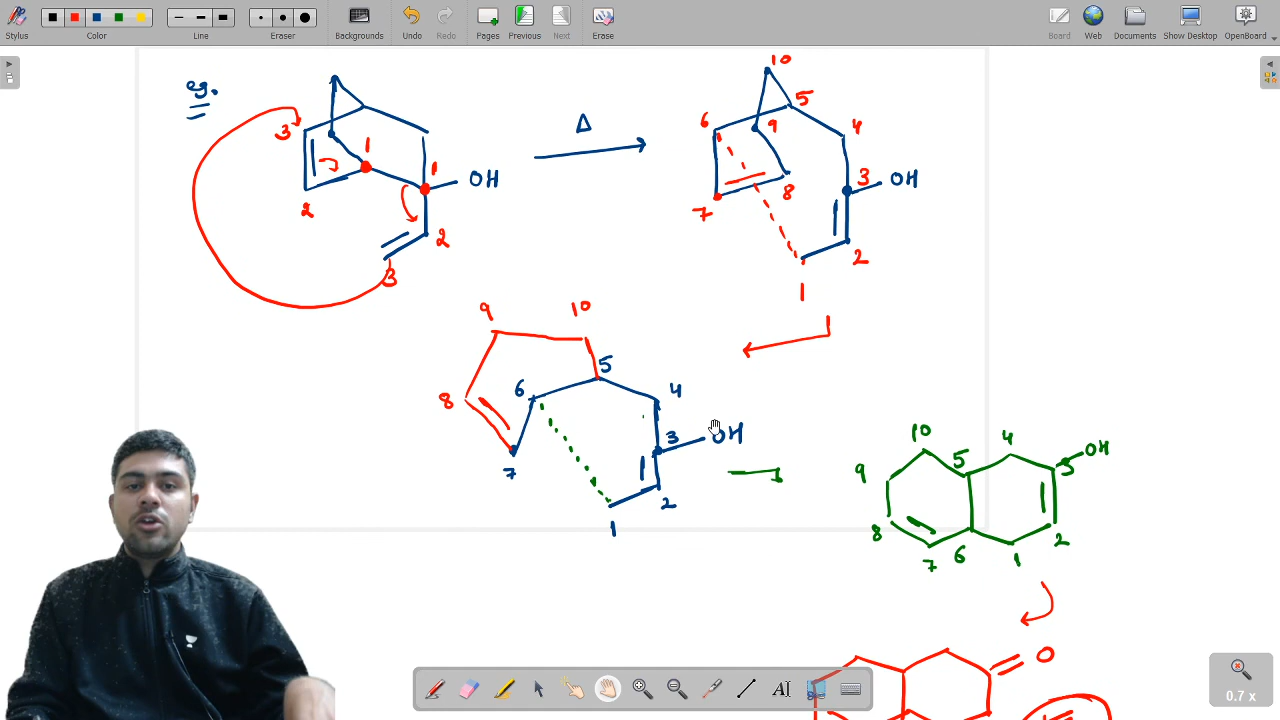 Stylus
Color
Line
Eraser
Backgrounds
Undo
Redo
Pages
Previous
Next
Erase
Board
Web
Documents
Show Desktop
OpenBoard
eg.
3
1
2
1
OH
2
3
Δ
10
5
6
9
4
8
3
OH
7
2
1
9
10
5
6
4
8
3
OH
7
2
1
10
5
4
OH
9
3
8
7
6
1
2
O
AI
0.7 x